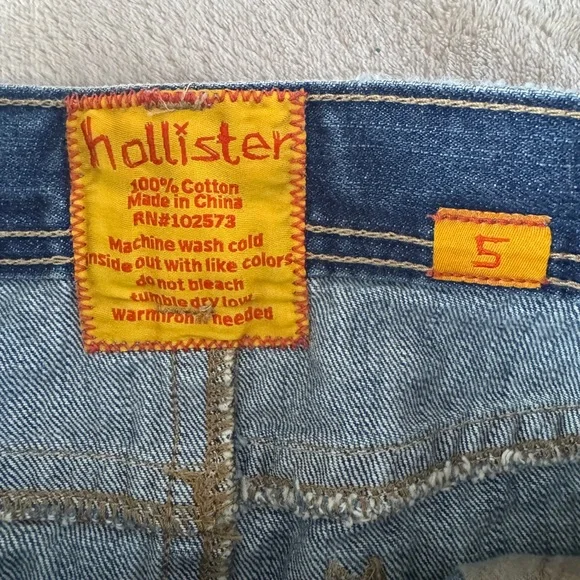 hollister
100% Cotton
Made in China
RN#102573
Machine wash cold
inside out with like colors
do not bleach
tumble dry low
warm iron if needed
5